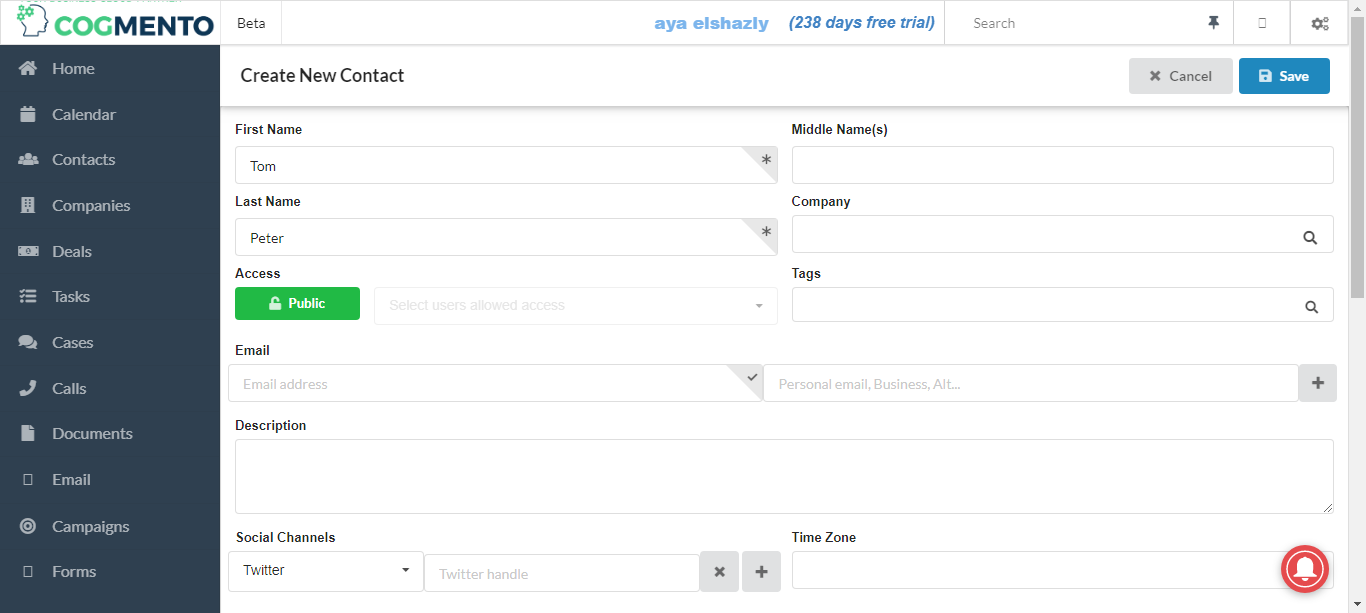 COGMENTO
Beta
aya elshazly
(238 days free trial)
Search
Home
Calendar
Contacts
Companies
Deals
Tasks
Cases
Calls
Documents
Email
Campaigns
Forms
Create New Contact
Cancel
Save
First Name
Middle Name(s)
Tom
Last Name
Company
Peter
Access
Tags
Public
Select users allowed access
Email
Email address
Personal email, Business, Alt...
Description
Social Channels
Time Zone
Twitter
Twitter handle